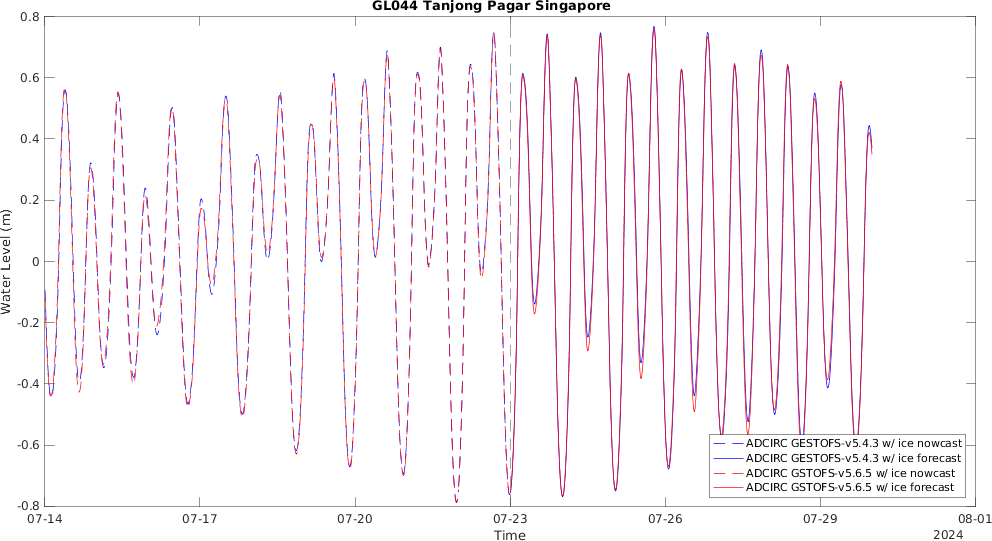 GL044 Tanjong Pagar Singapore
0.8
0.6
0.4
0.2
0
-0.2
-0.4
-0.6
-0.8
Water Level (m)
07-14 07-17 07-20 07-23 07-26 07-29 08-01
Time
2024
ADCIRC GESTOFS-v5.4.3 w/ ice nowcast
ADCIRC GESTOFS-v5.4.3 w/ ice forecast
ADCIRC GSTOFS-v5.6.5 w/ ice nowcast
ADCIRC GSTOFS-v5.6.5 w/ ice forecast